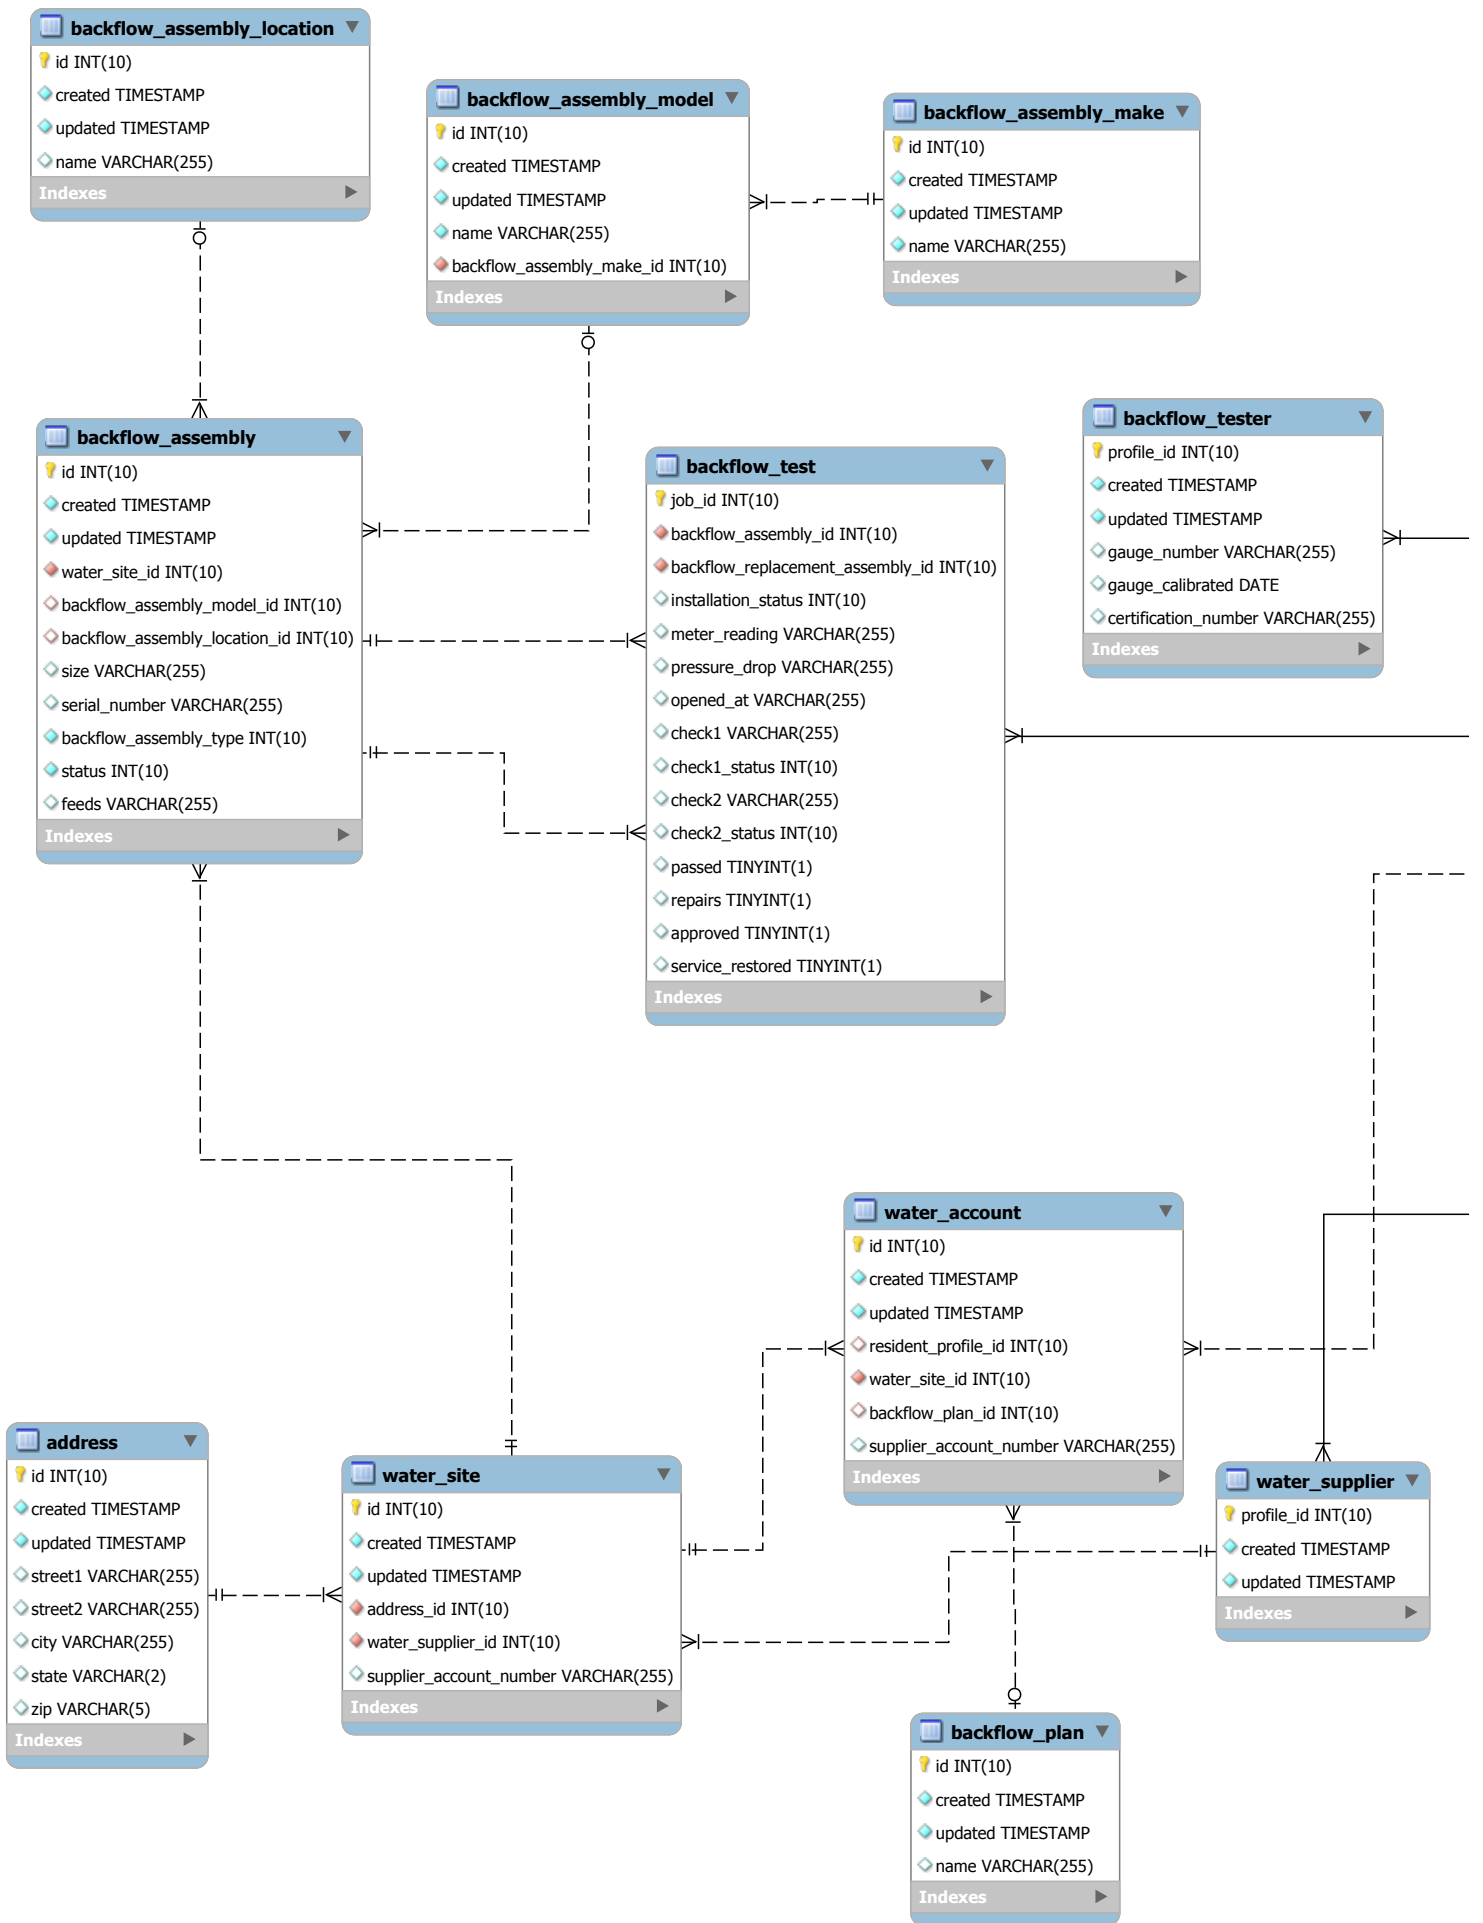 backflow_assembly_location
id INT(10)
created TIMESTAMP
updated TIMESTAMP
name VARCHAR(255)
Indexes
backflow_assembly_model
id INT(10)
created TIMESTAMP
updated TIMESTAMP
name VARCHAR(255)
backflow_assembly_make_id INT(10)
Indexes
backflow_assembly_make
id INT(10)
created TIMESTAMP
updated TIMESTAMP
name VARCHAR(255)
Indexes
backflow_assembly
id INT(10)
created TIMESTAMP
updated TIMESTAMP
water_site_id INT(10)
backflow_assembly_model_id INT(10)
backflow_assembly_location_id INT(10)
size VARCHAR(255)
serial_number VARCHAR(255)
backflow_assembly_type INT(10)
status INT(10)
feeds VARCHAR(255)
Indexes
backflow_test
job_id INT(10)
backflow_assembly_id INT(10)
backflow_replacement_assembly_id INT(10)
installation_status INT(10)
meter_reading VARCHAR(255)
pressure_drop VARCHAR(255)
opened_at VARCHAR(255)
check1 VARCHAR(255)
check1_status INT(10)
check2 VARCHAR(255)
check2_status INT(10)
passed TINYINT(1)
repairs TINYINT(1)
approved TINYINT(1)
service_restored TINYINT(1)
Indexes
backflow_tester
profile_id INT(10)
created TIMESTAMP
updated TIMESTAMP
gauge_number VARCHAR(255)
gauge_calibrated DATE
certification_number VARCHAR(255)
Indexes
water_account
id INT(10)
created TIMESTAMP
updated TIMESTAMP
resident_profile_id INT(10)
water_site_id INT(10)
backflow_plan_id INT(10)
supplier_account_number VARCHAR(255)
Indexes
address
id INT(10)
created TIMESTAMP
updated TIMESTAMP
street1 VARCHAR(255)
street2 VARCHAR(255)
city VARCHAR(255)
state VARCHAR(2)
zip VARCHAR(5)
Indexes
water_site
id INT(10)
created TIMESTAMP
updated TIMESTAMP
address_id INT(10)
water_supplier_id INT(10)
supplier_account_number VARCHAR(255)
Indexes
water_supplier
profile_id INT(10)
created TIMESTAMP
updated TIMESTAMP
Indexes
backflow_plan
id INT(10)
created TIMESTAMP
updated TIMESTAMP
name VARCHAR(255)
Indexes